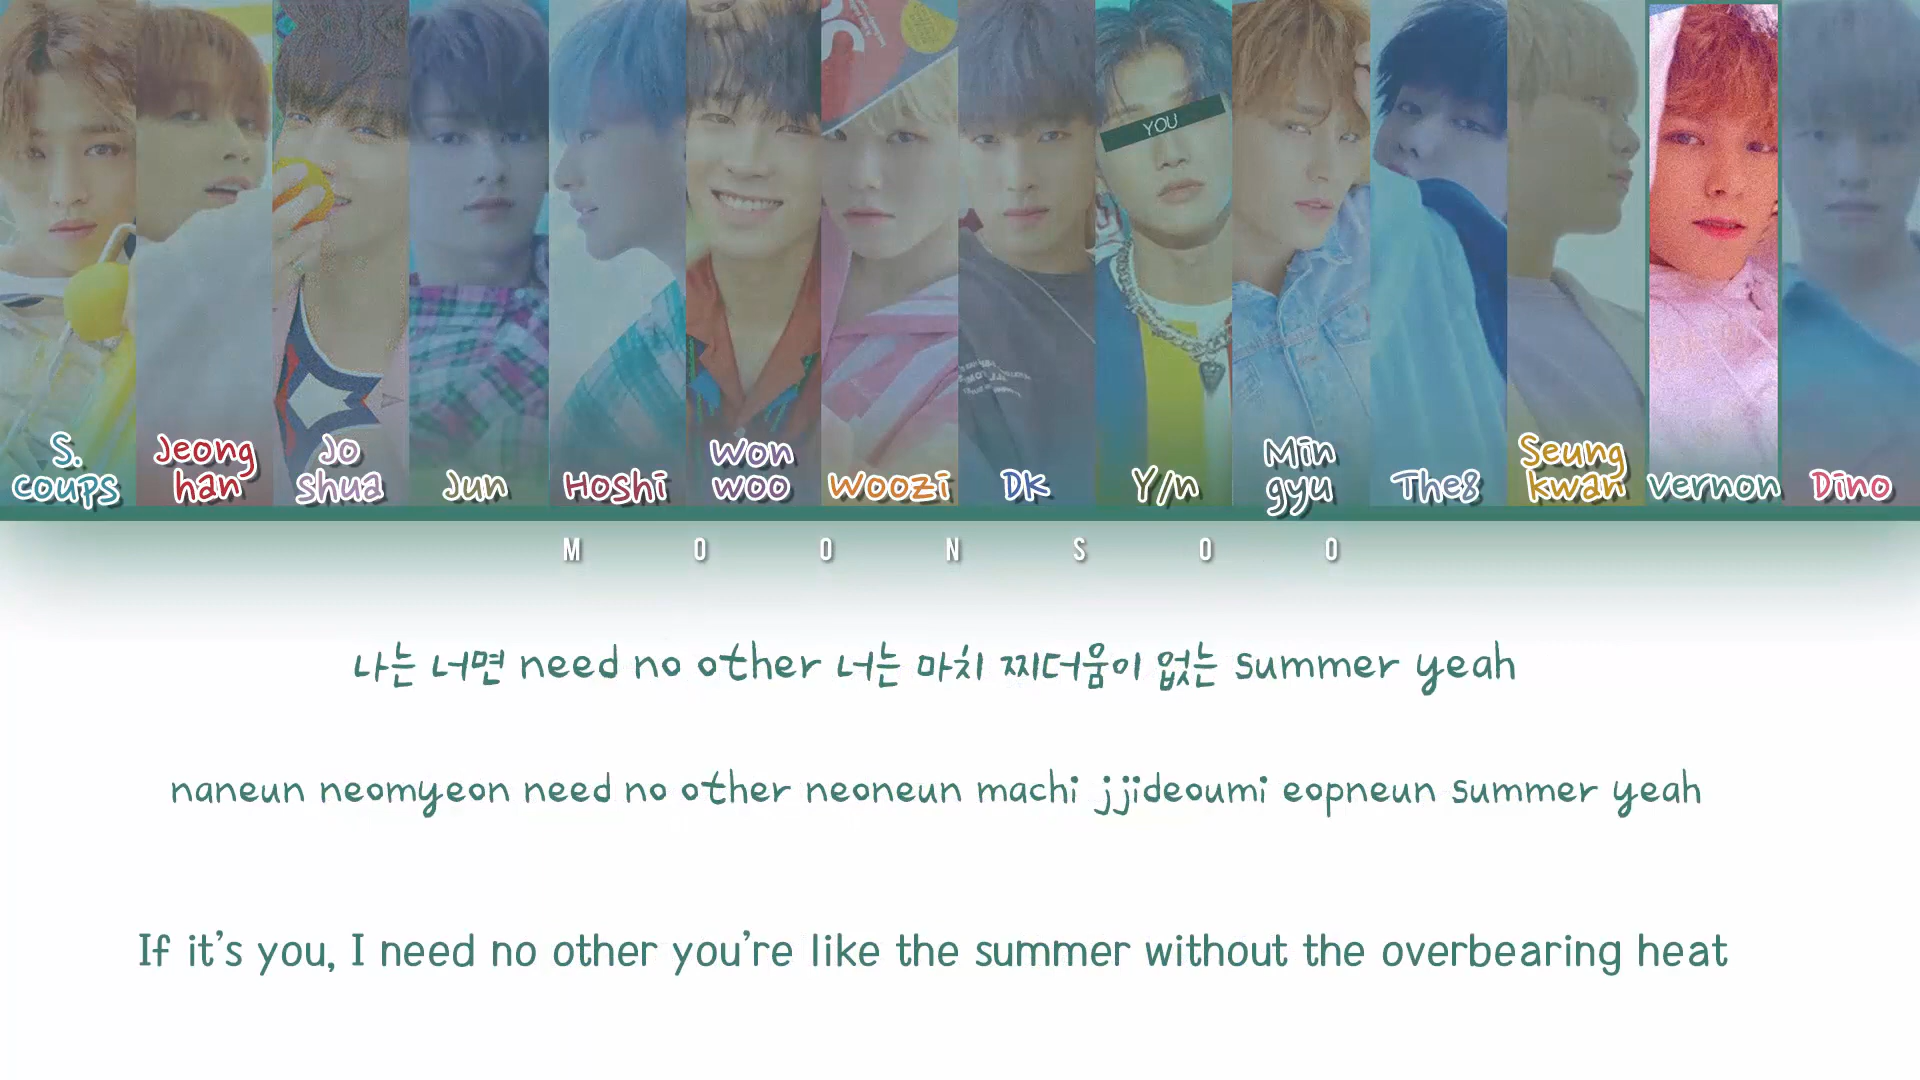 YOU
S. coups
Jeong han
Jo shua
Jun
Hoshi
Won woo
Woozi
DK
Y/n
Min gyu
The8
Seung kwan
vernon
Dino
M O O N S O O
나는 너면 need no other 너는 마치 찌더움이 없는 summer yeah
naneun neomyeon need no other neoneun machi jjideoumi eopneun summer yeah
If it's you, I need no other you're like the summer without the overbearing heat